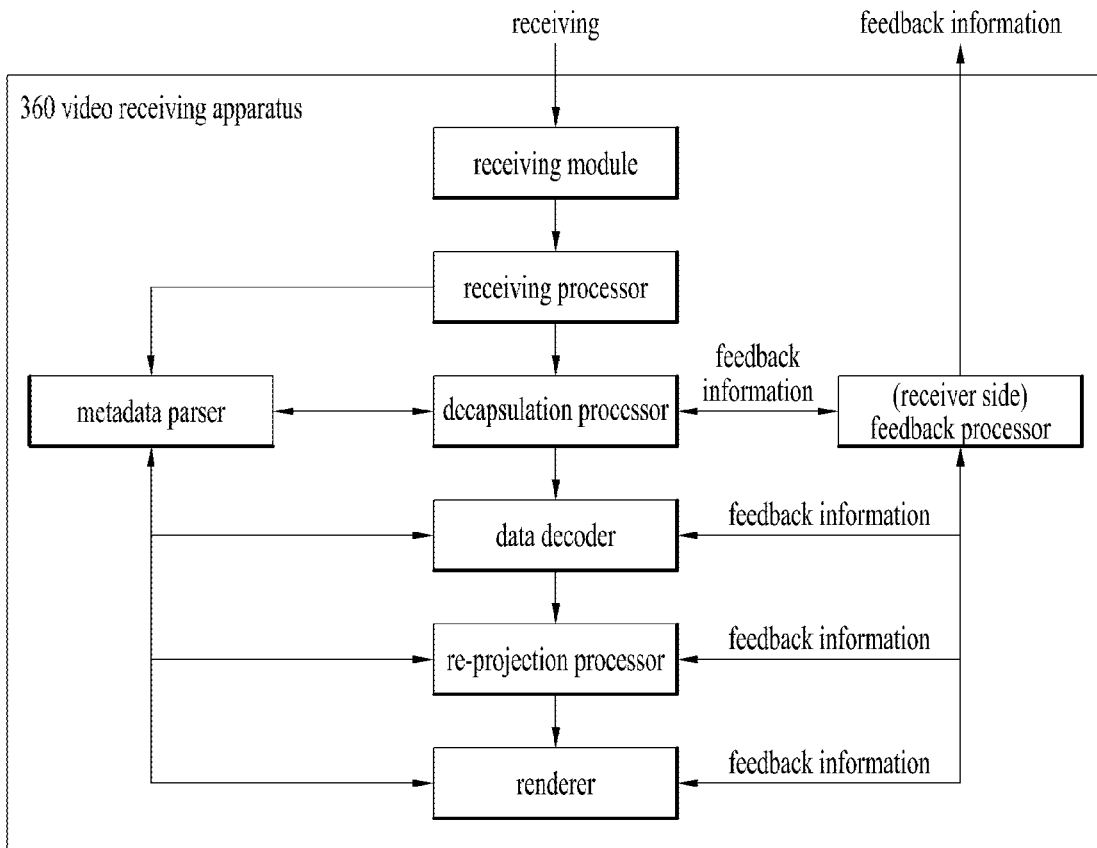 receiving
feedback information
360 video receiving apparatus
receiving module
receiving processor
feedback
information
metadata parser
decapsulation processor
(receiver side)
feedback processor
data decoder
feedback information
re-projection processor
feedback information
renderer
feedback information